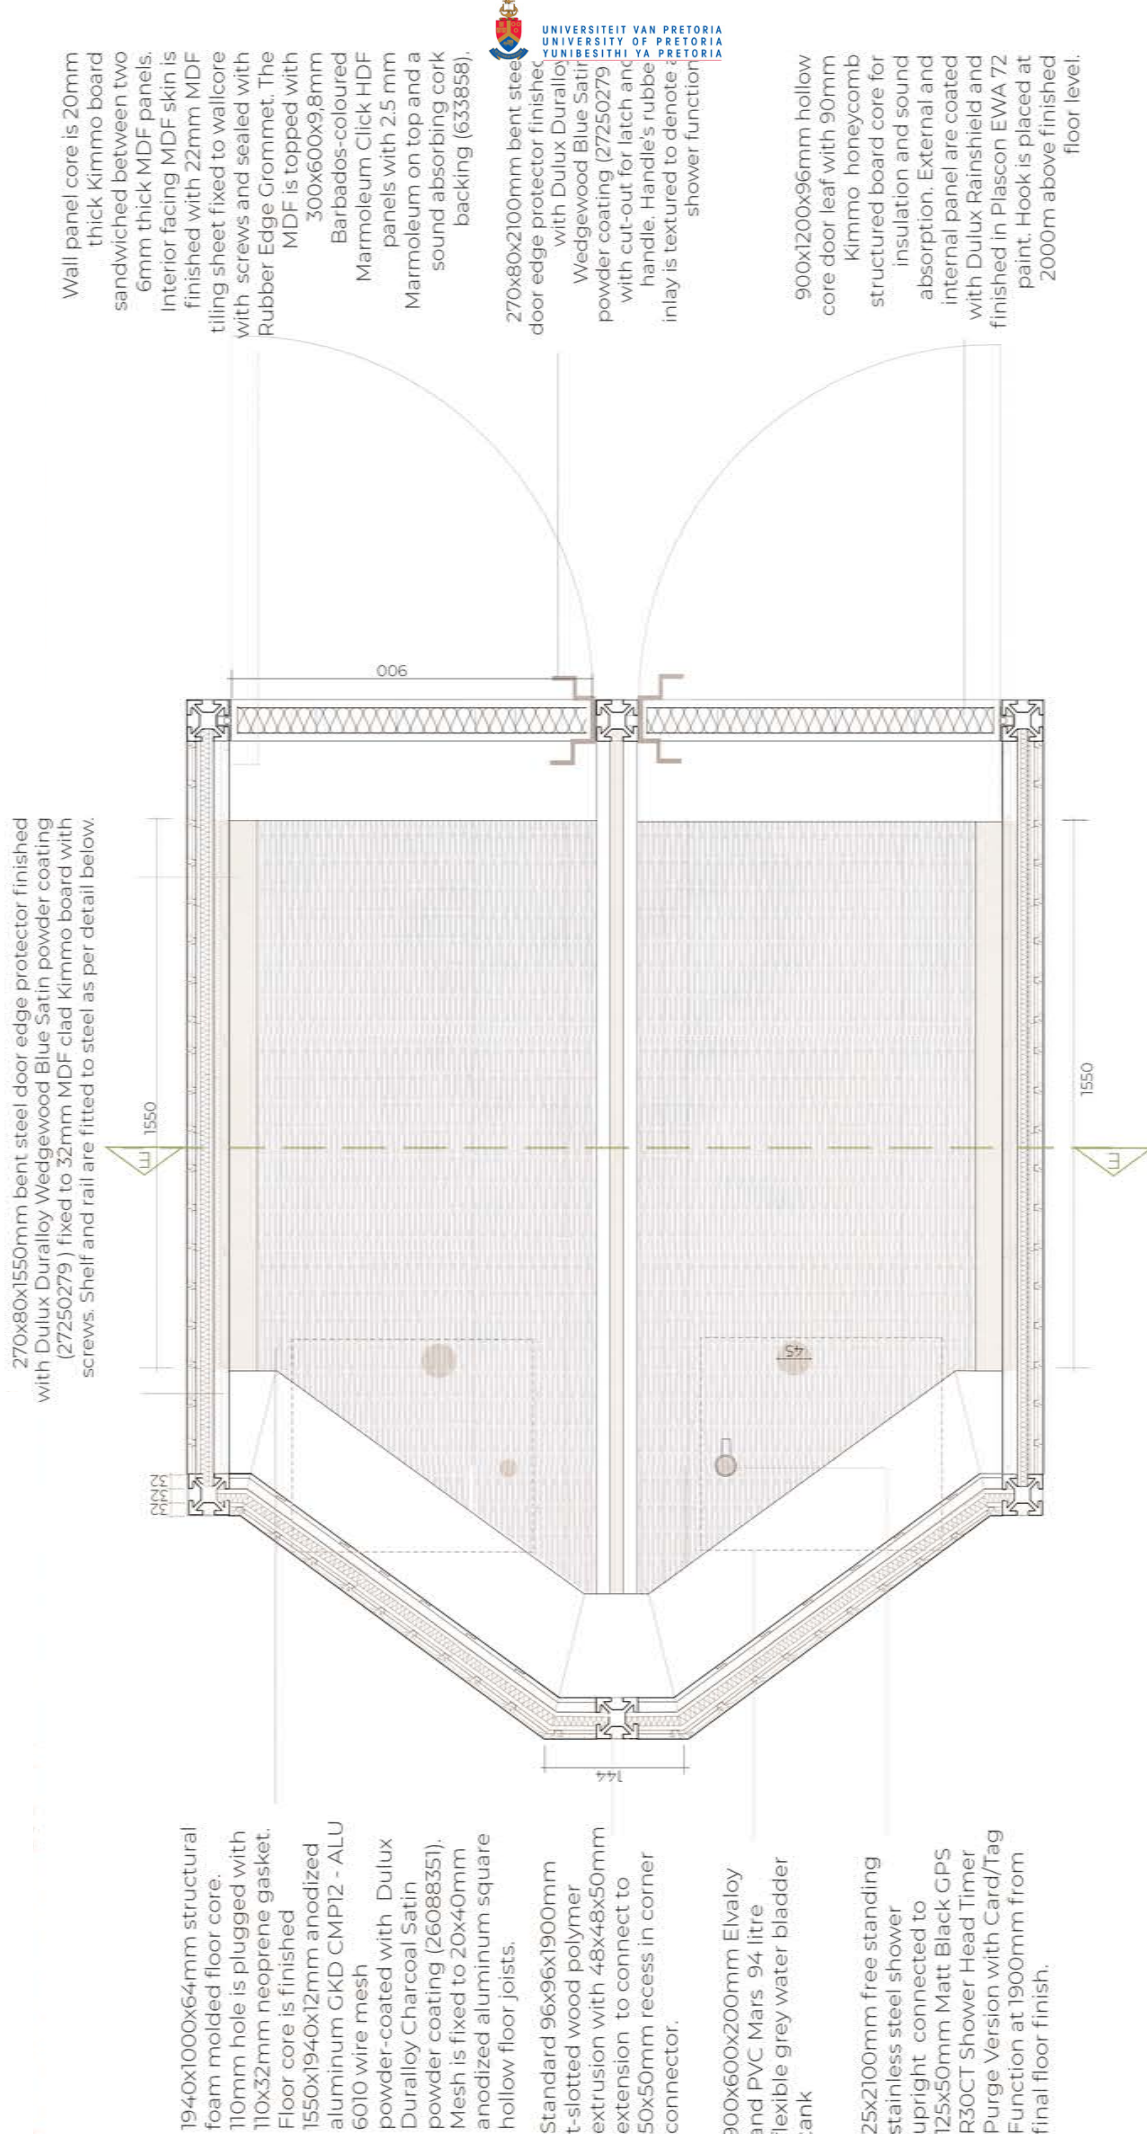 UNIVERSITEIT VAN PRETORIA
UNIVERSITY OF PRETORIA
YUNIBESITHI YA PRETORIA
Wall panel core is 20mm
thick Kimmo board
sandwiched between two
6mm thick MDF panels.
Interior facing MDF skin is
finished with 22mm MDF
tiling sheet fixed to wallcore
with screws and sealed with
Rubber Edge Grommet. The
MDF is topped with
300x600x9,8mm
Barbados-coloured
Marmoleum Click HDF
panels with 2.5 mm
Marmoleum on top and a
sound absorbing cork
backing (633858).
270x80x2100mm bent steel
door edge protector finished
with Dulux Duralloy
Wedgewood Blue Satin
powder coating (27250279
with cut-out for latch and
handle. Handle's rubber
inlay is textured to denote a
shower function
900x1200x96mm hollow
core door leaf with 90mm
Kimmo honeycomb
structured board core for
insulation and sound
absorption. External and
internal panel are coated
with Dulux Rainshield and
finished in Plascon EWA 72
paint. Hook is placed at
2000m above finished
floor level.
900
270x80x1550mm bent steel door edge protector finished
with Dulux Duralloy Wedgewood Blue Satin powder coating
(27250279 ) fixed to 32mm MDF clad Kimmo board with
screws. Shelf and rail are fitted to steel as per detail below.
1550
E
1550
E
45
32
32
32
144
1940x1000x64mm structural
foam molded floor core.
110mm hole is plugged with
110x32mm neoprene gasket.
Floor core is finished
1550x1940x12mm anodized
aluminum GKD CMP12 - ALU
6010 wire mesh
powder-coated with Dulux
Duralloy Charcoal Satin
powder coating (26088351).
Mesh is fixed to 20x40mm
anodized aluminum square
hollow floor joists.
Standard 96x96x1900mm
t-slotted wood polymer
extrusion with 48x48x50mm
extension to connect to
50x50mm recess in corner
connector.
900x600x200mm Elvaloy
and PVC Mars 94 litre
flexible grey water bladder
tank
25x2100mm free standing
stainless steel shower
upright connected to
125x50mm Matt Black GPS
R30CT Shower Head Timer
Purge Version with Card/Tag
Function at 1900mm from
final floor finish.